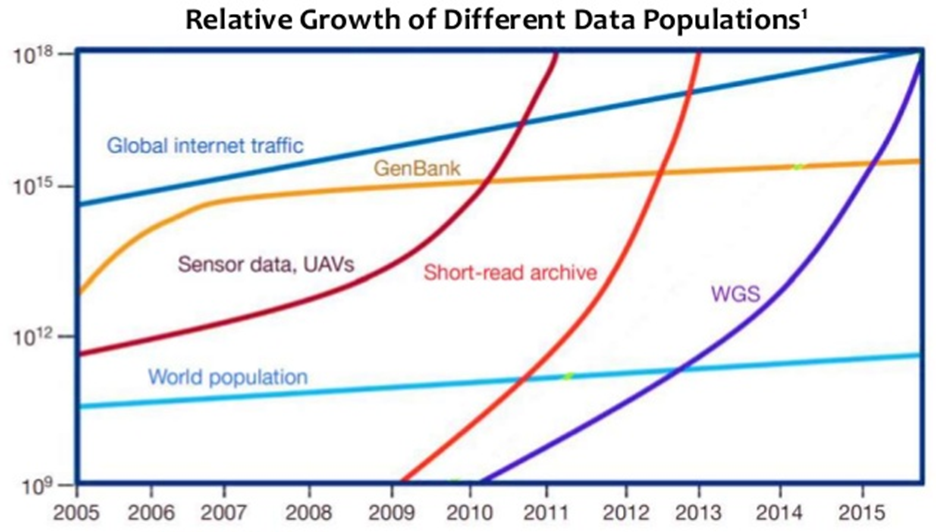 Relative Growth of Different Data Populations¹
10¹⁸
Global internet traffic
GenBank
10¹⁵
Sensor data, UAVs
Short-read archive
WGS
10¹²
World population
10⁹
2005 2006 2007 2008 2009 2010 2011 2012 2013 2014 2015